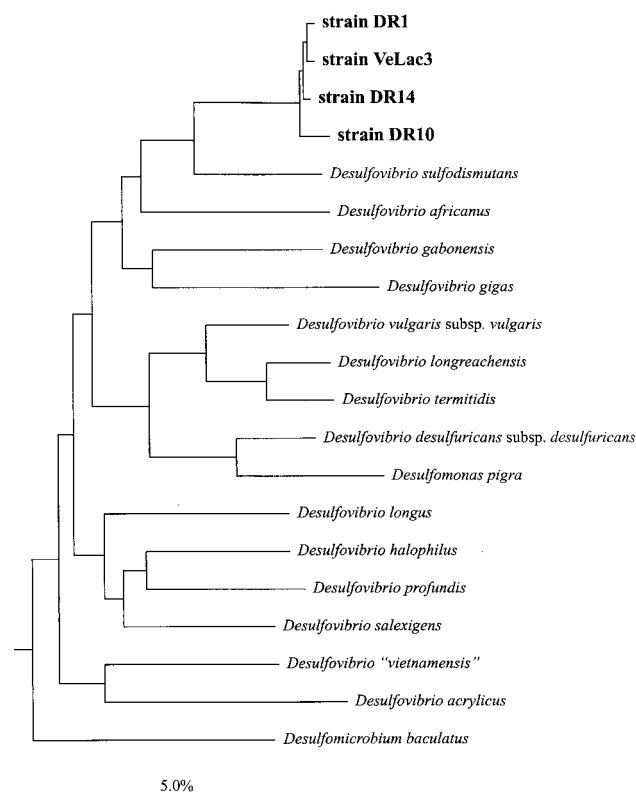 strain DR1
strain VeLac3
strain DR14
strain DR10
Desulfovibrio sulfodismutans
Desulfovibrio africanus
Desulfovibrio gabonensis
Desulfovibrio gigas
Desulfovibrio vulgaris subsp. vulgaris
Desulfovibrio longreachensis
Desulfovibrio termitidis
Desulfovibrio desulfuricans subsp. desulfuricans
Desulfomonas pigra
Desulfovibrio longus
Desulfovibrio halophilus
Desulfovibrio profundis
Desulfovibrio salexigens
Desulfovibrio “vietnamensis”
Desulfovibrio acrylicus
Desulfomicrobium baculatus
5.0%